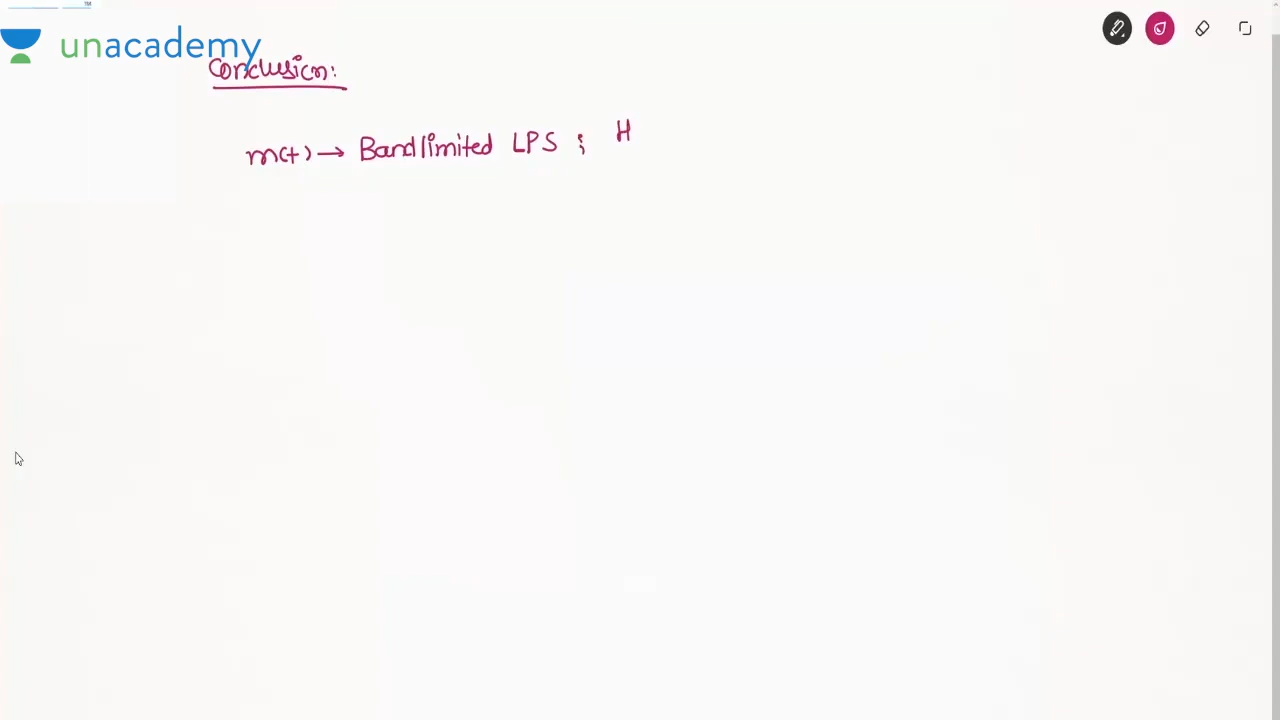 unacademy
Conclusion:
m(t) → Bandlimited LPS ; H